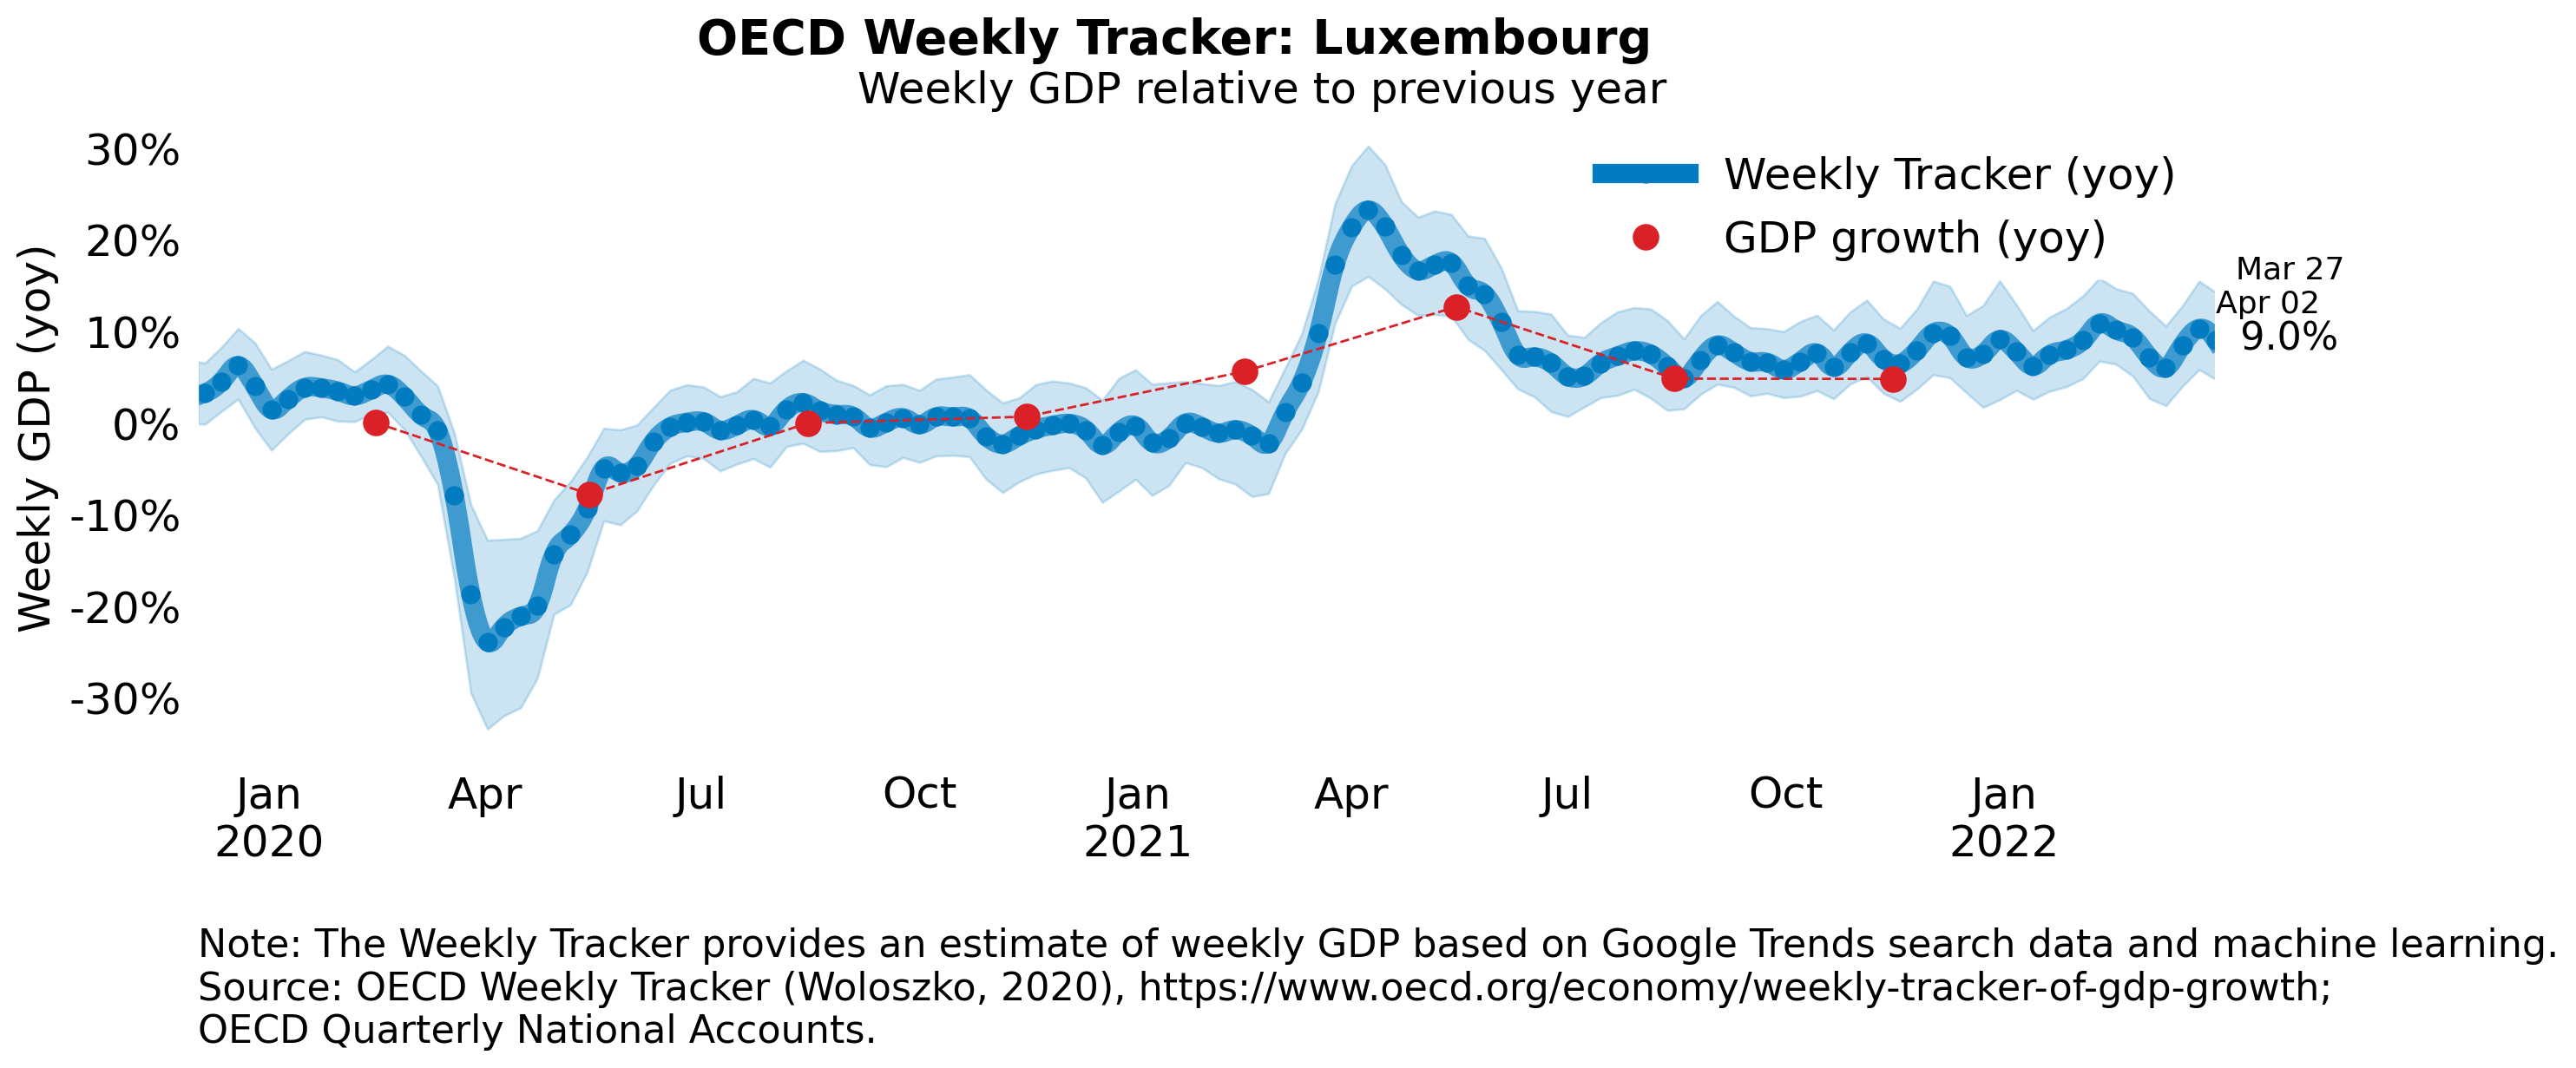 OECD Weekly Tracker: Luxembourg
Weekly GDP relative to previous year
Weekly GDP (yoy)
30%
20%
10%
0%
-10%
-20%
-30%
Weekly Tracker (yoy)
GDP growth (yoy)
Mar 27
Apr 02
9.0%
Jan Apr Jul Oct Jan Apr Jul Oct Jan
2020 2021 2022
Note: The Weekly Tracker provides an estimate of weekly GDP based on Google Trends search data and machine learning.
Source: OECD Weekly Tracker (Woloszko, 2020), https://www.oecd.org/economy/weekly-tracker-of-gdp-growth;
OECD Quarterly National Accounts.